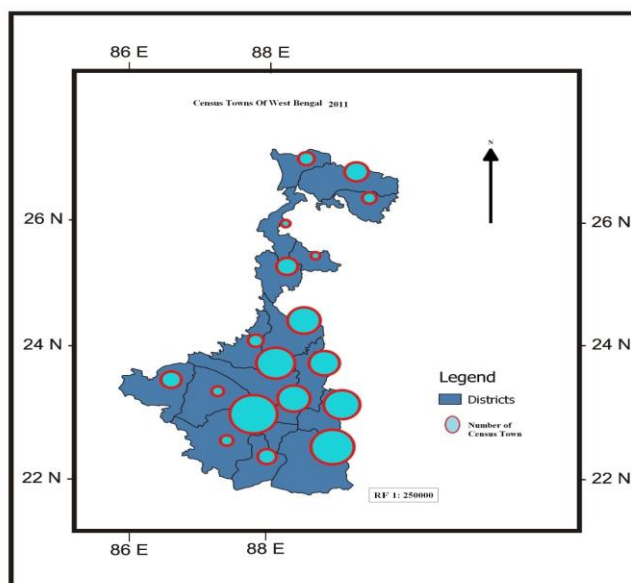 86 E
88 E
Census Towns Of West Bengal 2011
N
26 N
26 N
24 N
24 N
Legend
Districts
Number of
Census Town
22 N
22 N
RF 1: 250000
86 E
88 E